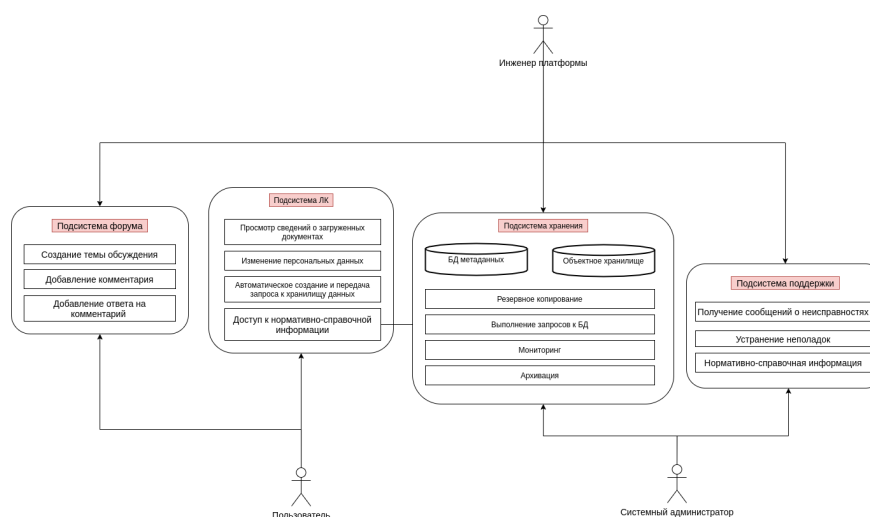 Инженер платформы
Подсистема форума
Создание темы обсуждения
Добавление комментария
Добавление ответа на
комментарий
Подсистема ЛК
Просмотр сведений о загруженных
документах
Изменение персональных данных
Автоматическое создание и передача
запроса к хранилищу данных
Доступ к нормативно-справочной
информации
Подсистема хранения
БД метаданных
Объектное хранилище
Резервное копирование
Выполнение запросов к БД
Мониторинг
Архивация
Подсистема поддержки
Получение сообщений о неисправностях
Устранение неполадок
Нормативно-справочная информация
Пользователь
Системный администратор